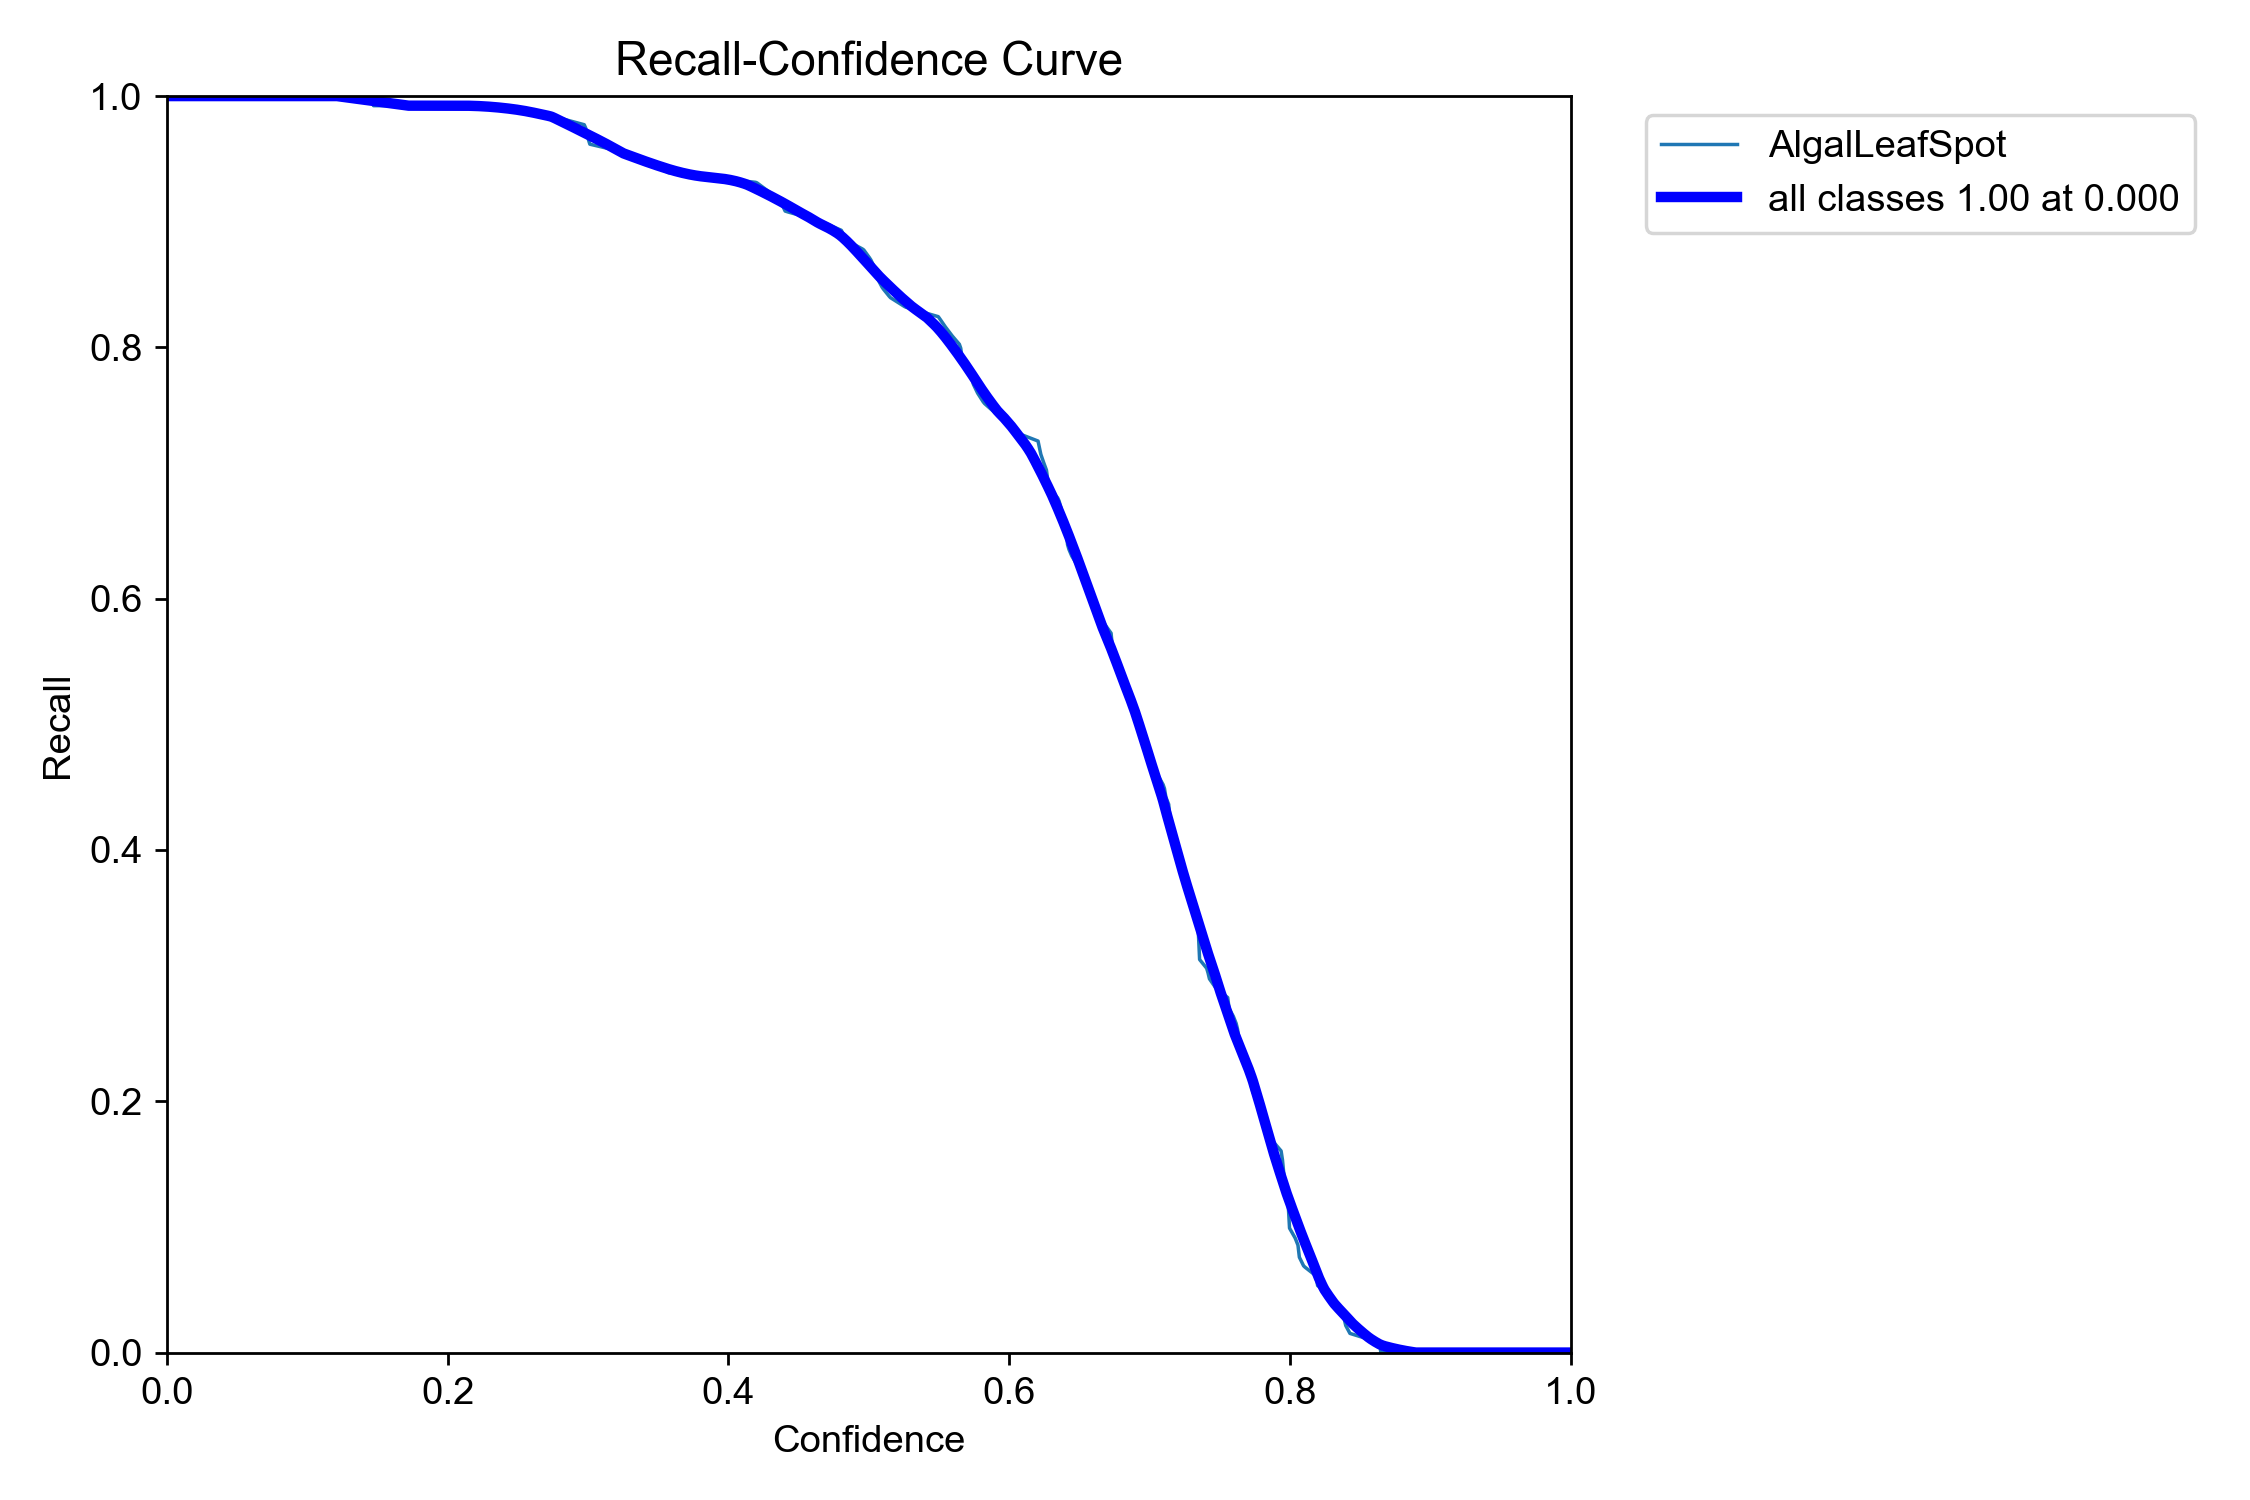 Recall-Confidence Curve
AlgalLeafSpot
all classes 1.00 at 0.000
1.0
0.8
0.6
0.4
0.2
0.0
Recall
0.0 0.2 0.4 0.6 0.8 1.0
Confidence